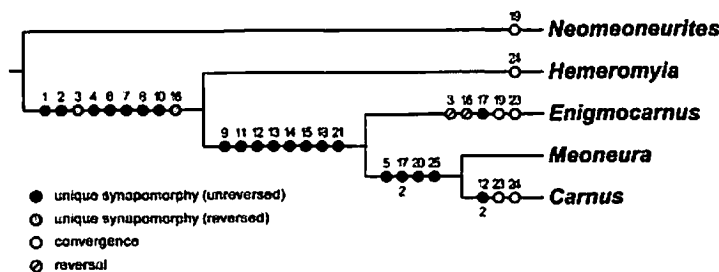 19
Neomeoneurites
24
Hemeromyia
1 2 3 4 6 7 8 10 16
3 16 17 19 23
Enigmocarnus
9 11 12 13 14 15 18 21
Meoneura
5 17 20 25
2
12 23 24
2
Carnus
unique synapomorphy (unreversed)
unique synapomorphy (reversed)
convergence
reversal